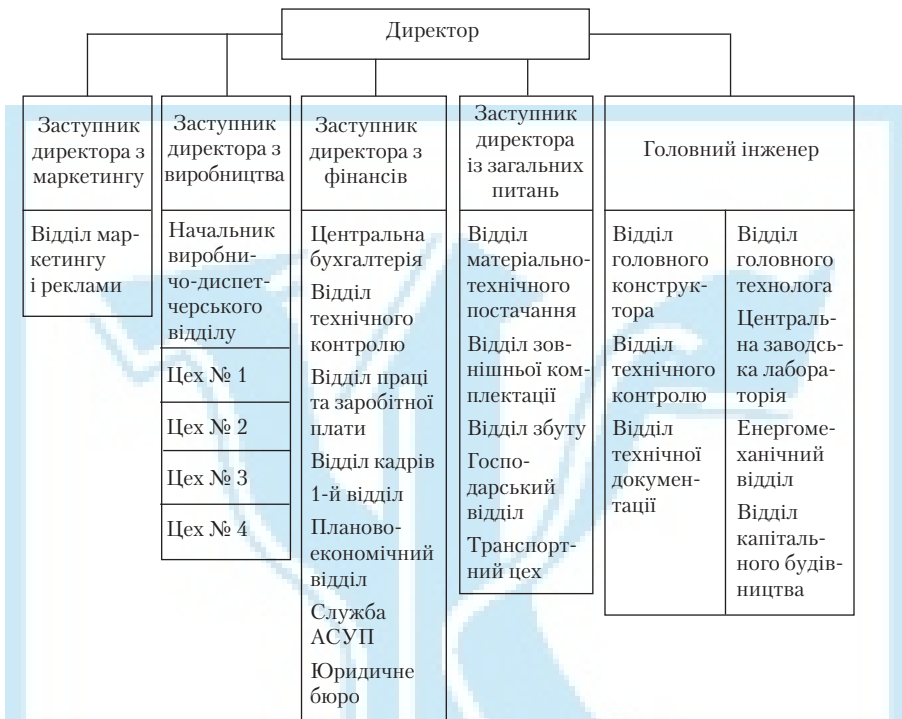 Директор
Заступник
директора з
маркетингу
Відділ мар-
кетингу
і реклами
Заступник
директора з
виробництва
Начальник
виробни-
чо-диспет-
черського
відділу
Цех № 1
Цех № 2
Цех № 3
Цех № 4
Заступник
директора з
фінансів
Центральна
бухгалтерія
Відділ
технічного
контролю
Відділ праці
та заробітної
плати
Відділ кадрів
1-й відділ
Планово-
економічний
відділ
Служба
АСУП
Юридичне
бюро
Заступник
директора
із загальних
питань
Відділ
матеріально-
технічного
постачання
Відділ зов-
нішньої ком-
плектації
Відділ збуту
Госпо-
дарський
відділ
Транспорт-
ний цех
Головний інженер
Відділ
головного
конструк-
тора
Відділ
технічного
контролю
Відділ
технічної
докумен-
тації
Відділ
головного
технолога
Централь-
на заводсь-
ка лабора-
торія
Енергоме-
ханічний
відділ
Відділ
капіталь-
ного будів-
ництва